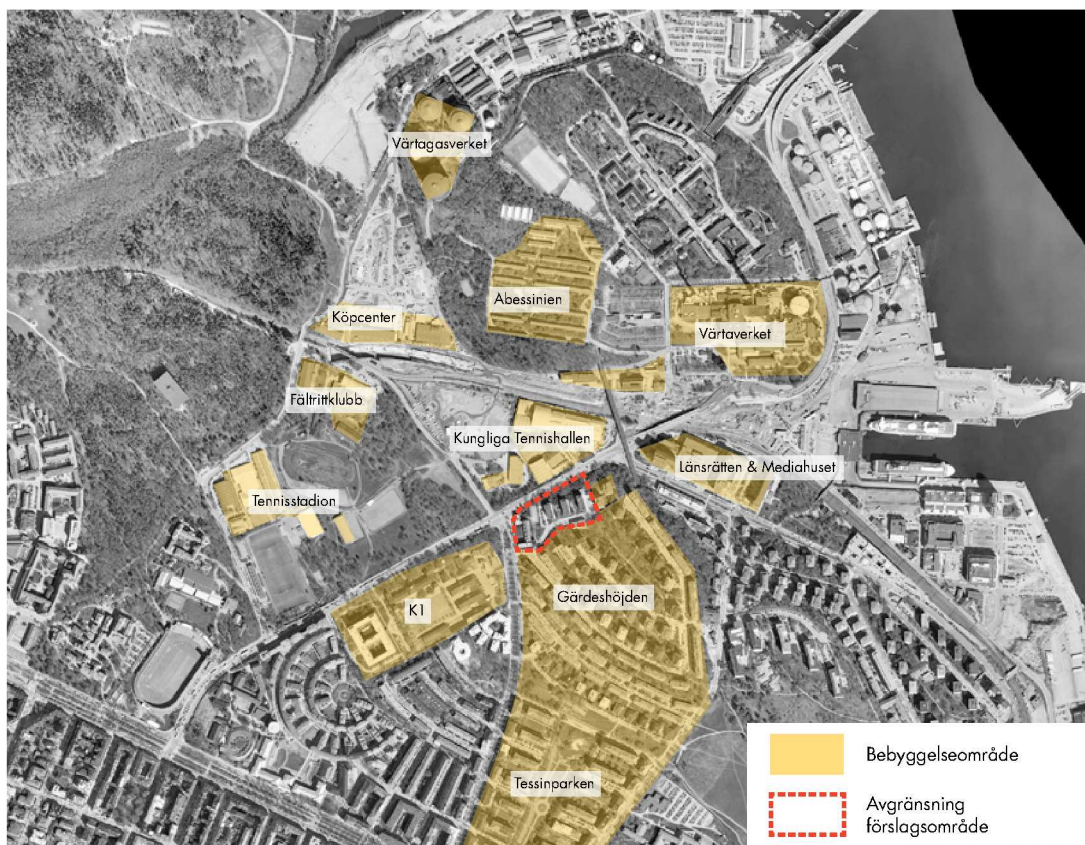 Värtagasverket
Abessinien
Köpcenter
Värtaverket
Fältrittklubb
Kungliga Tennishallen
Länsrätten & Mediahuset
Tennisstadion
Gärdeshöjden
K1
Tessinparken
Bebyggelseområde
Avgränsning
förslagsområde